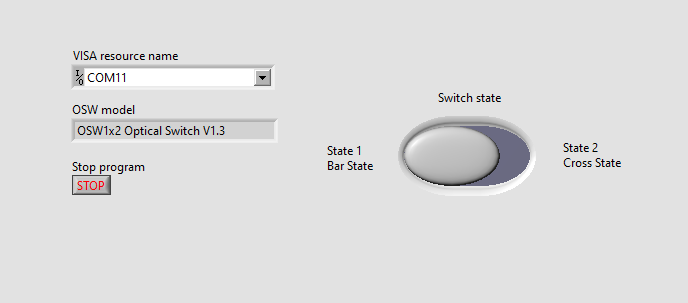 VISA resource name
I/O COM11
OSW model
OSW1x2 Optical Switch V1.3
Stop program
STOP
Switch state
State 1
Bar State
State 2
Cross State